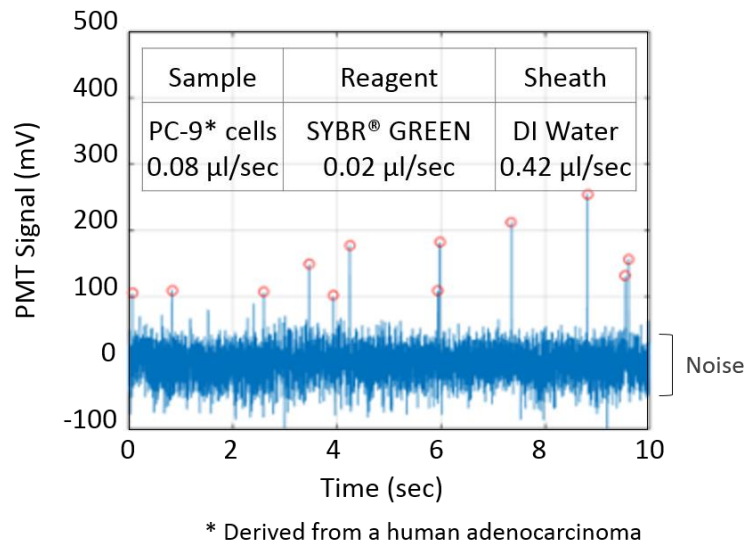 500
400
300
200
100
0
-100
PMT Signal (mV)
Sample Reagent Sheath
PC-9* cells SYBR® GREEN DI Water
0.08 µl/sec 0.02 µl/sec 0.42 µl/sec
Noise
0 2 4 6 8 10
Time (sec)
* Derived from a human adenocarcinoma